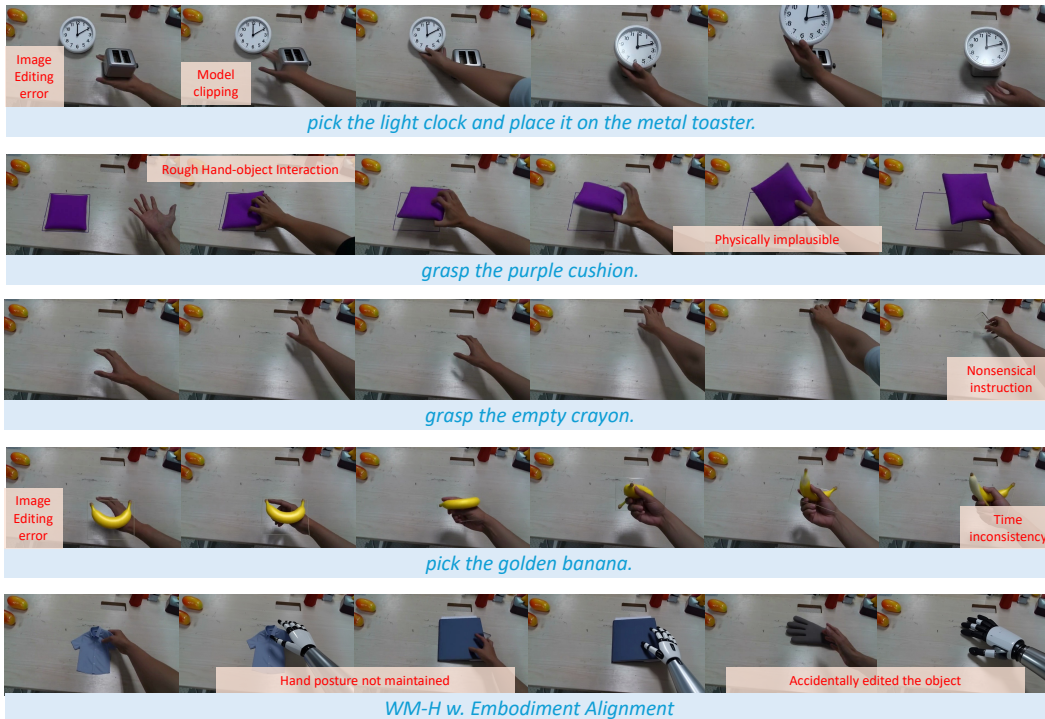 Image
Editing
error
Model
clipping
pick the light clock and place it on the metal toaster.
Rough Hand-object Interaction
Physically implausible
grasp the purple cushion.
Nonsensical
instruction
grasp the empty crayon.
Image
Editing
error
Time
inconsistency
pick the golden banana.
Hand posture not maintained
Accidentally edited the object
WM-H w. Embodiment Alignment